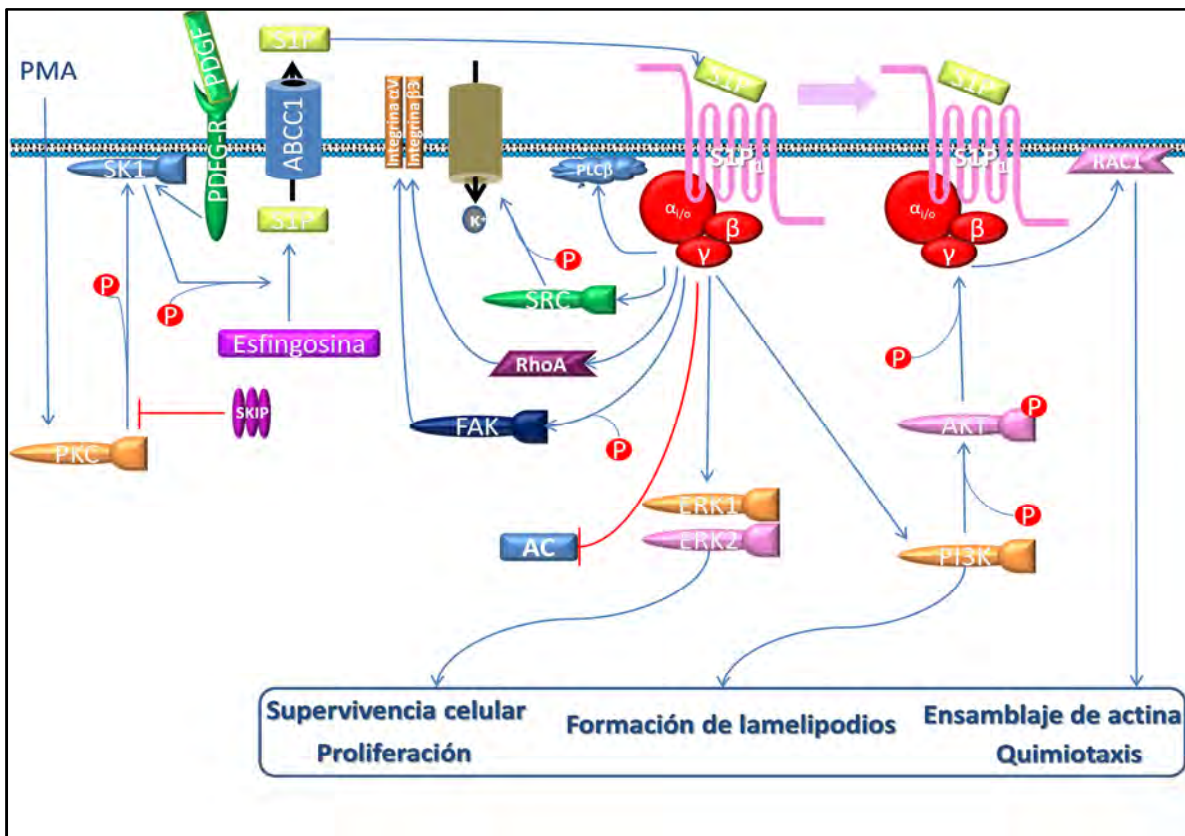 PMA
PDGF
PDFG-R
SK1
S1P
ABCC1
S1P
Esfingosina
P
P
SKIP
PKC
Integrina αV
Integrina β3
K+
PLCβ
S1P
S1P1
αi/o
β
γ
P
SRC
RhoA
FAK
P
AC
ERK1
ERK2
S1P
S1P1
αi/o
β
γ
RAC1
P
AKT
P
P
PI3K
Supervivencia celular
Proliferación
Formación de lamelipodios
Ensamblaje de actina
Quimiotaxis